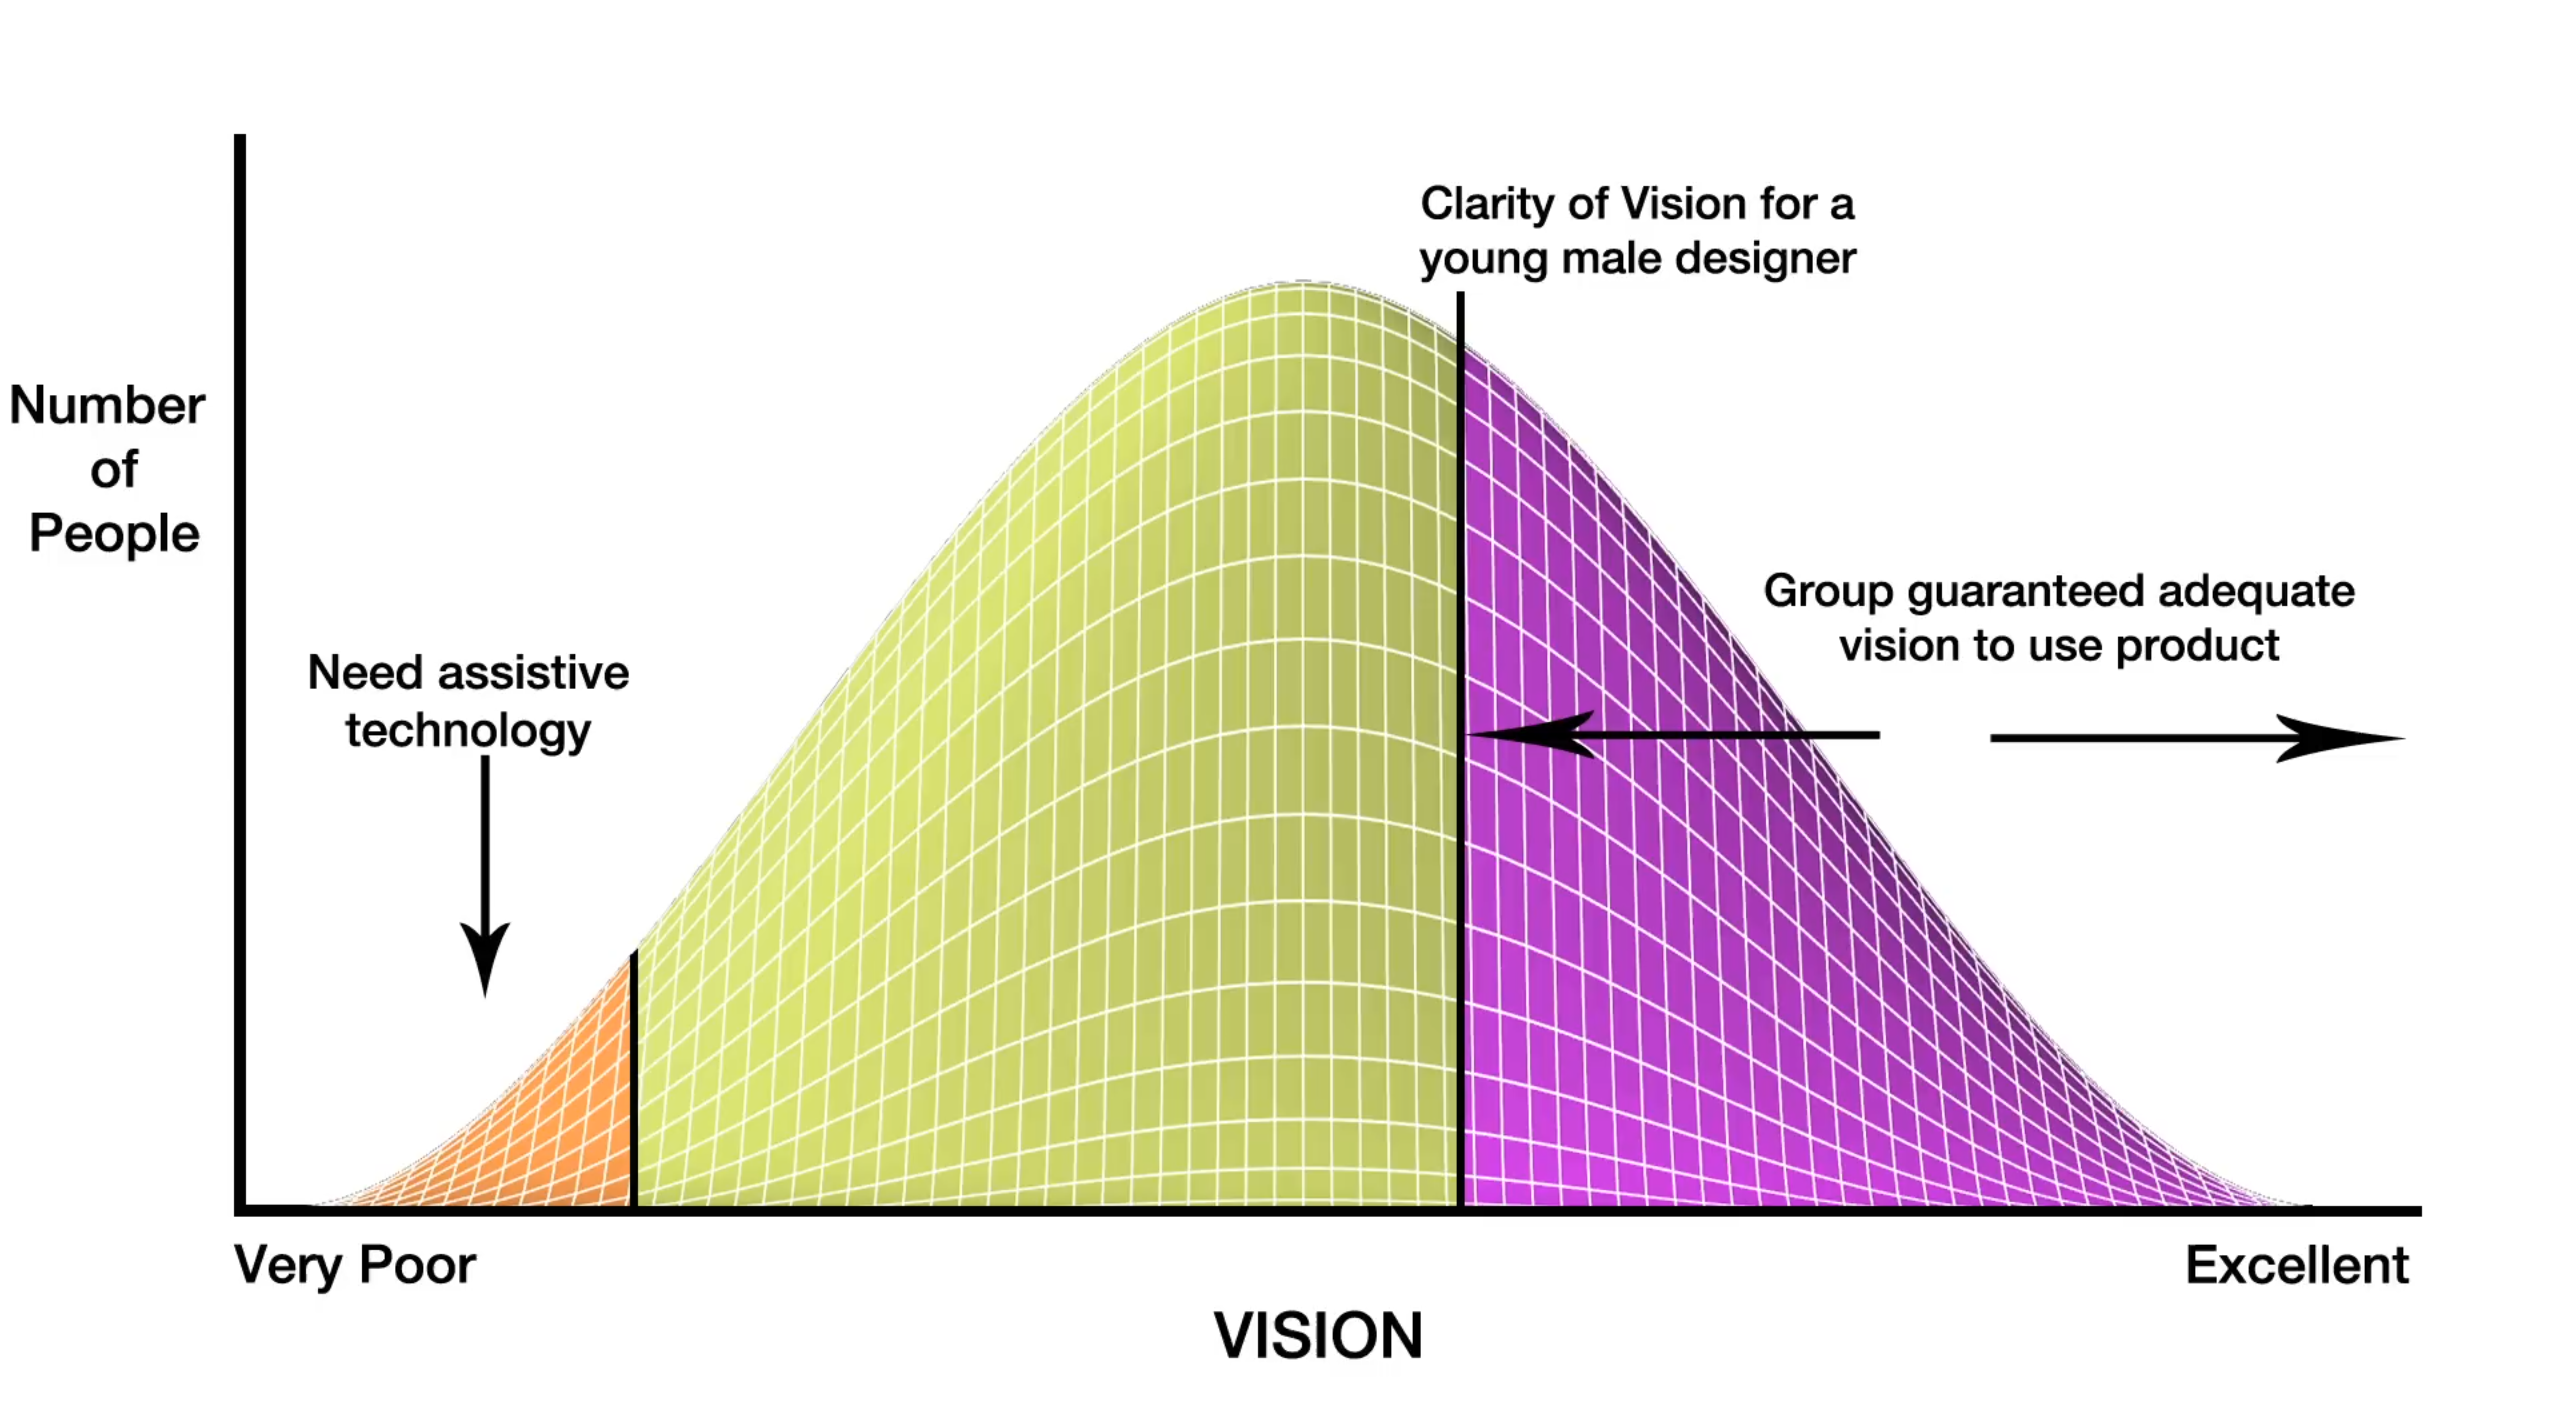 Clarity of Vision for a
young male designer
Number
of
People
Group guaranteed adequate
vision to use product
Need assistive
technology
Very Poor
Excellent
VISION